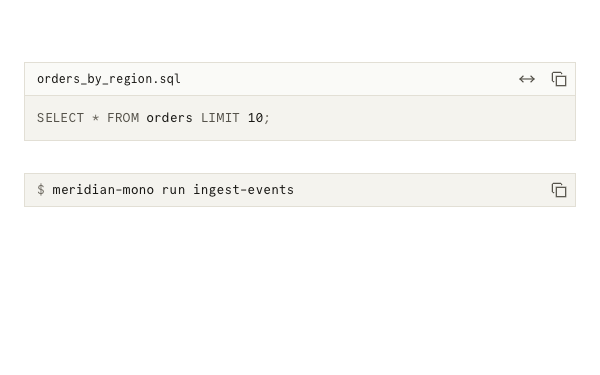 orders_by_region.sql
SELECT * FROM orders LIMIT 10;
$ meridian-mono run ingest-events